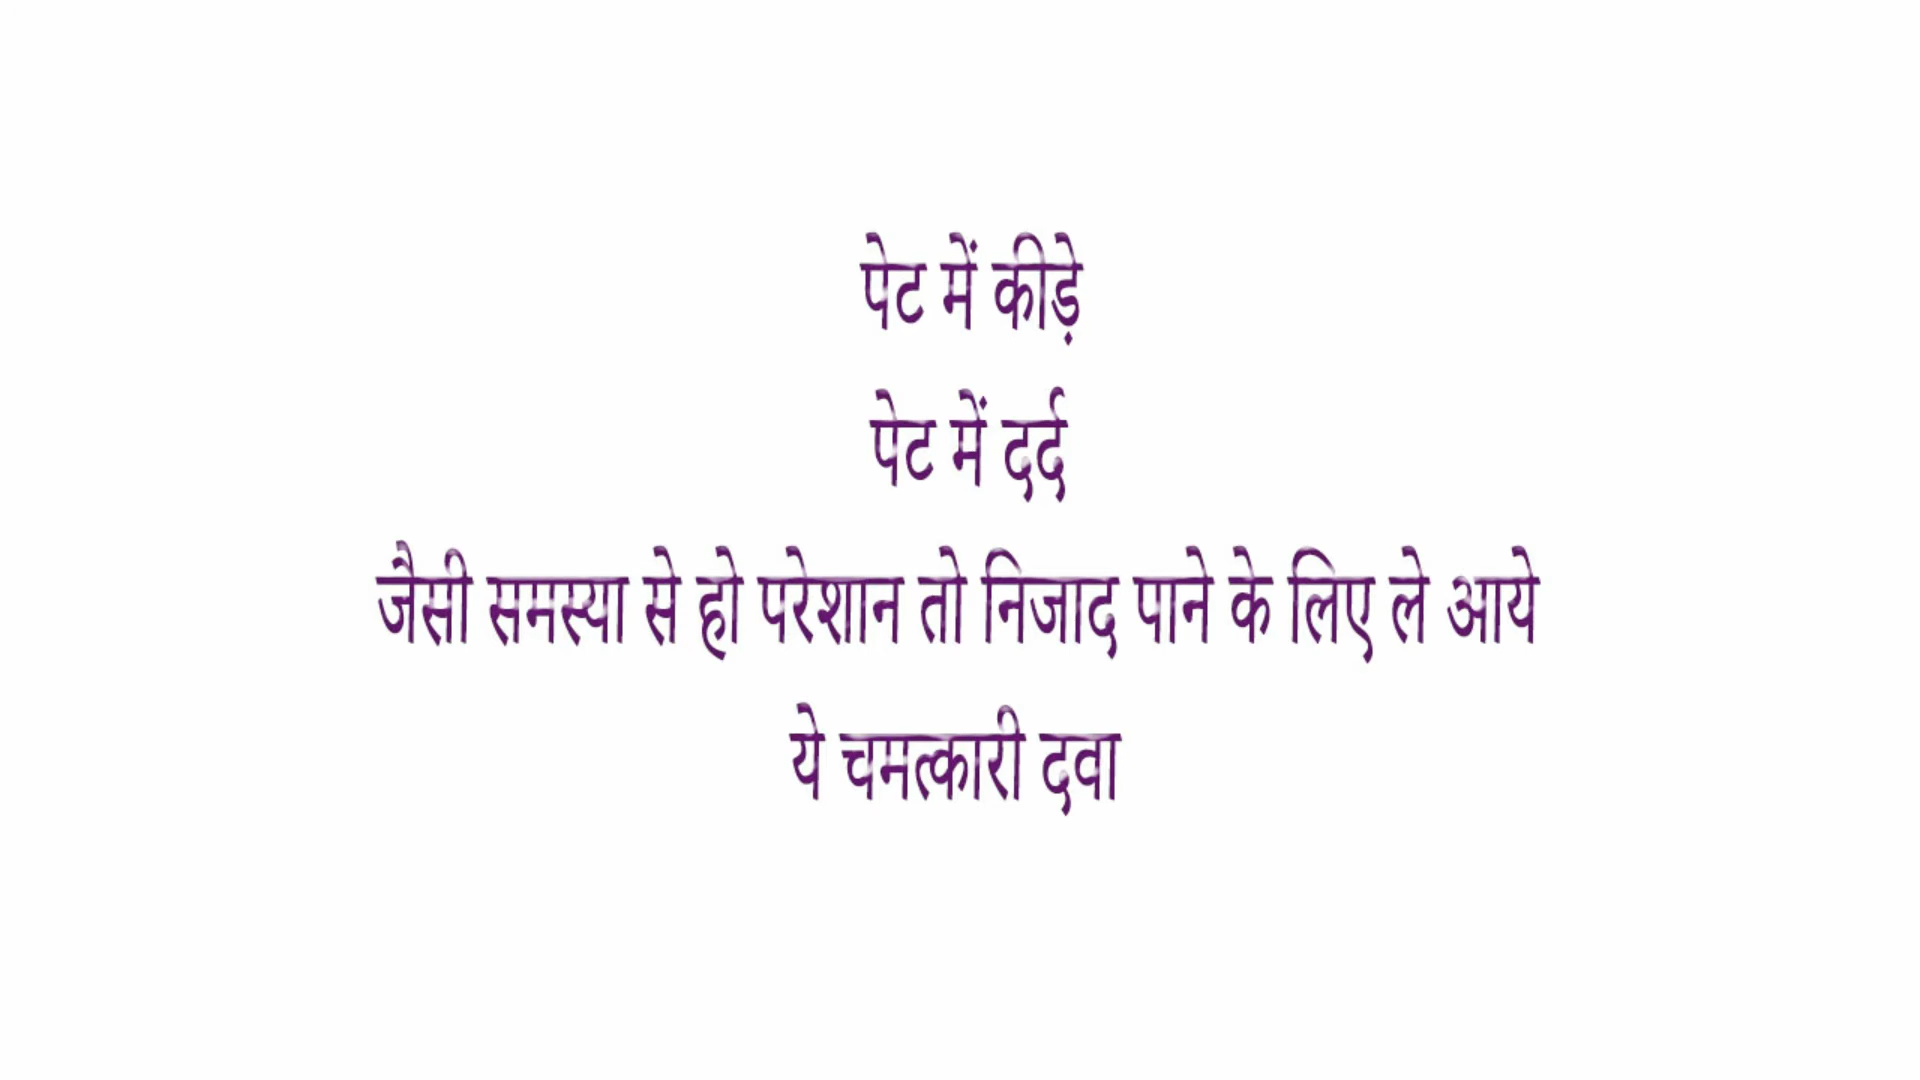 पेट में कीड़े
पेट में दर्द
जैसी समस्या से हो परेशान तो निजाद पाने के लिए ले आये
ये चमत्कारी दवा